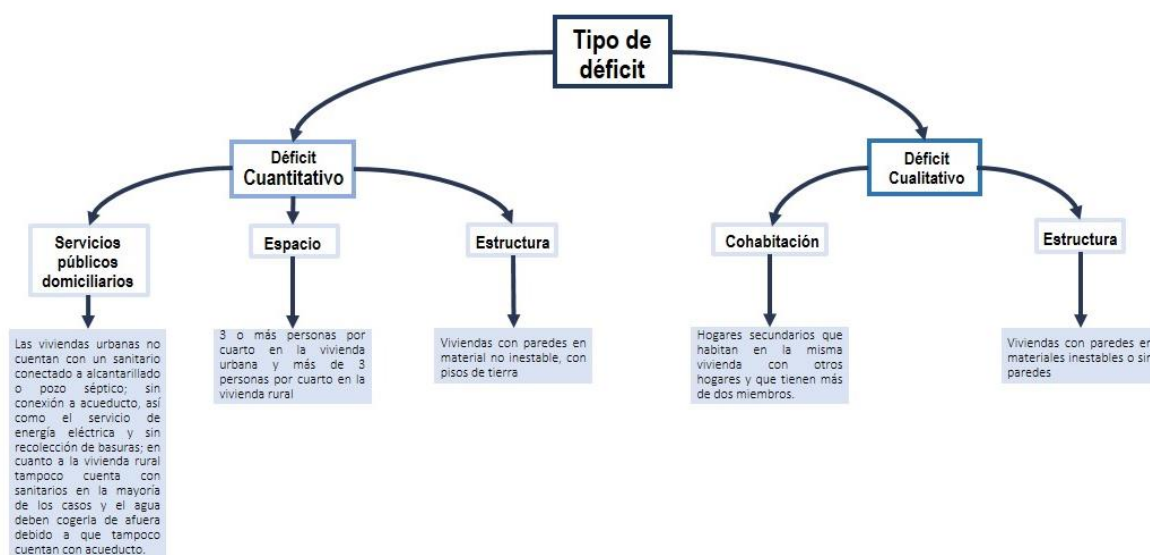 Tipo de
déficit
Déficit
Cuantitativo
Déficit
Cualitativo
Servicios
públicos
domiciliarios
Espacio
Estructura
Cohabitación
Estructura
Las viviendas urbanas no
cuentan con un sanitario
conectado a alcantarillado
o pozo séptico; sin
conexión a acueducto, así
como el servicio de
energía eléctrica y sin
recolección de basuras; en
cuanto a la vivienda rural
tampoco cuenta con
sanitarios en la mayoría
de los casos y el agua
deben cogerla de afuera
debido a que tampoco
cuentan con acueducto.
3 o más personas por
cuarto en la vivienda
urbana y más de 3
personas por cuarto en la
vivienda rural
Viviendas con paredes en
material no inestable, con
pisos de tierra
Hogares secundarios que
habitan en la misma
vivienda con otros
hogares y que tienen más
de dos miembros.
Viviendas con paredes en
materiales inestables o sin
paredes